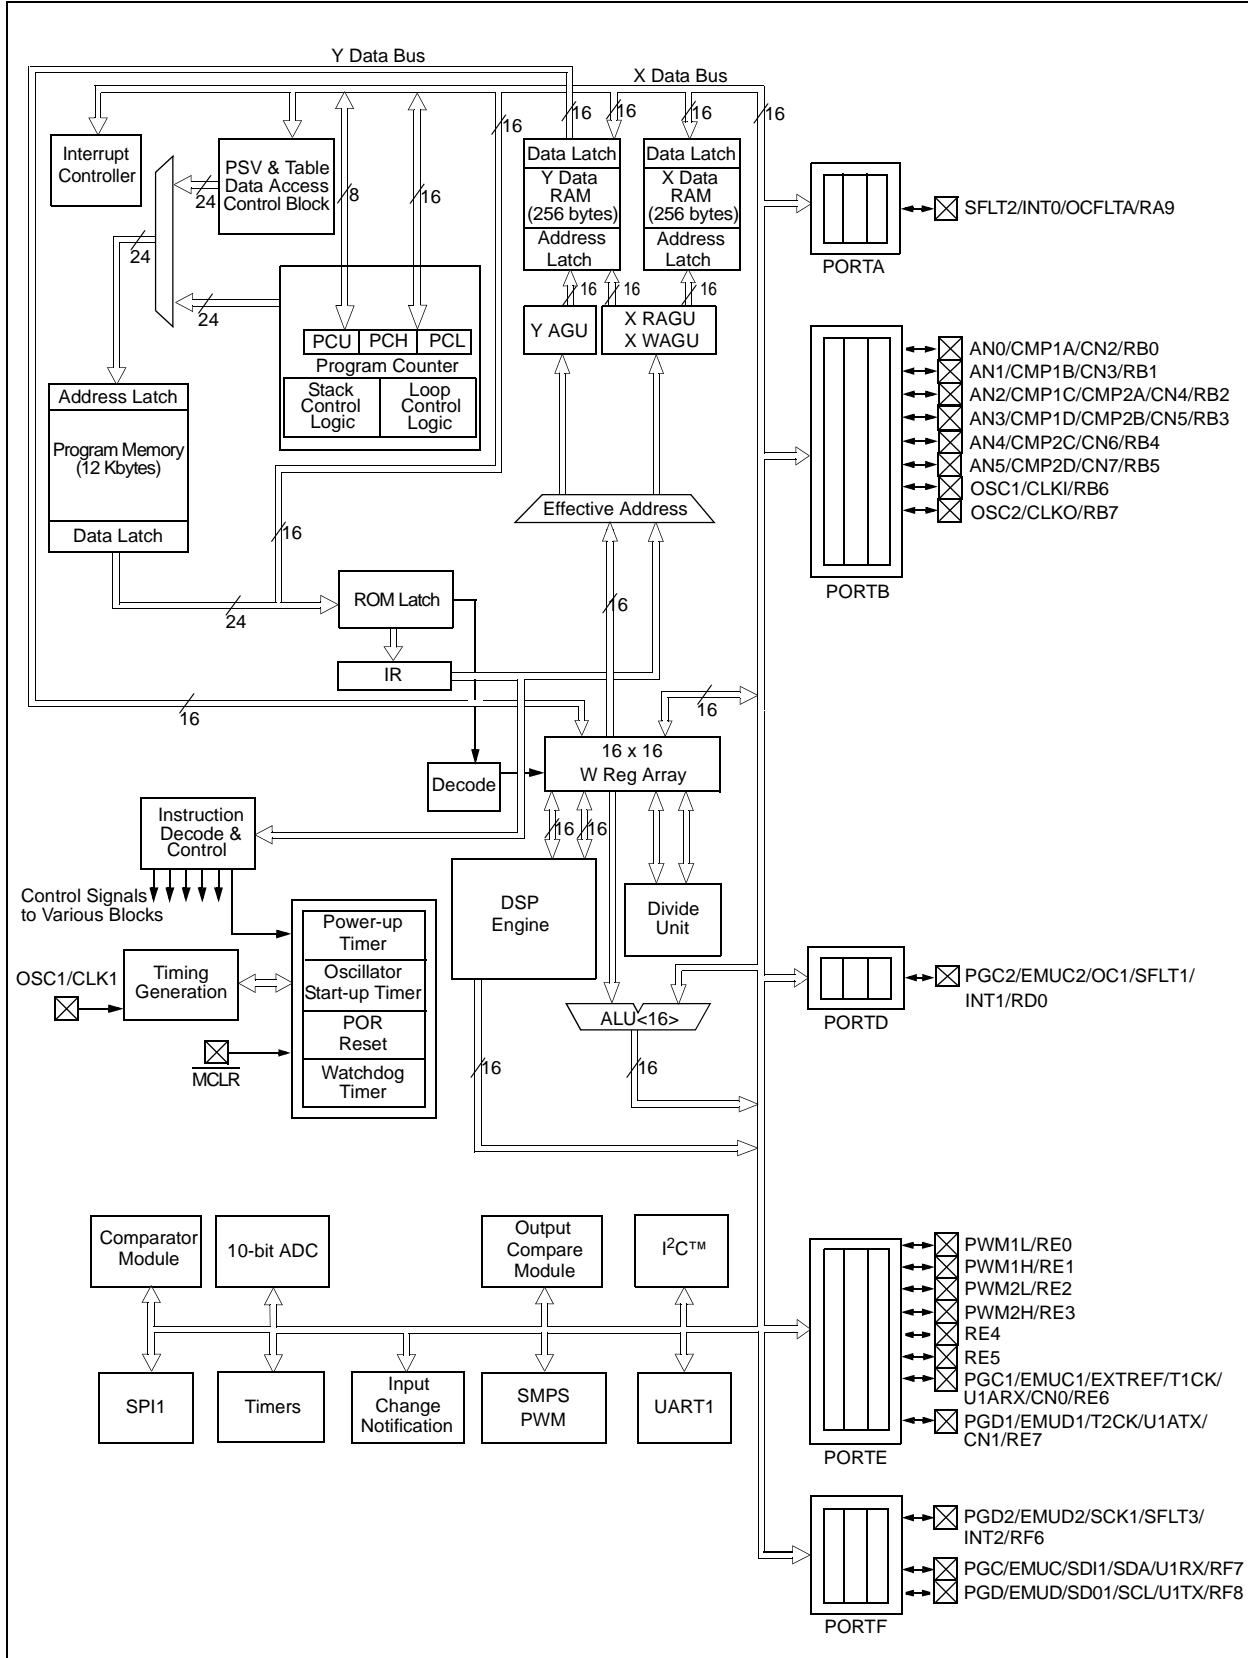 Y Data Bus
X Data Bus
16
16
16
16
16
Interrupt
Controller
PSV & Table
Data Access
Control Block
24
8
16
24
24
Data Latch
Y Data
RAM
(256 bytes)
Address
Latch
Data Latch
X Data
RAM
(256 bytes)
Address
Latch
16
16
16
Y AGU
X RAGU
X WAGU
PCU
PCH
PCL
Program Counter
Stack
Control
Logic
Loop
Control
Logic
Address Latch
Program Memory
(12 Kbytes)
Data Latch
Effective Address
16
24
ROM Latch
16
IR
16
16
16 x 16
W Reg Array
Decode
Instruction
Decode &
Control
16
16
Control Signals
to Various Blocks
DSP
Engine
Divide
Unit
Power-up
Timer
Oscillator
Start-up Timer
POR
Reset
Watchdog
Timer
OSC1/CLK1
Timing
Generation
MCLR
ALU<16>
16
16
Comparator
Module
10-bit ADC
Output
Compare
Module
I²C™
SPI1
Timers
Input
Change
Notification
SMPS
PWM
UART1
SFLT2/INT0/OCFLTA/RA9
PORTA
AN0/CMP1A/CN2/RB0
AN1/CMP1B/CN3/RB1
AN2/CMP1C/CMP2A/CN4/RB2
AN3/CMP1D/CMP2B/CN5/RB3
AN4/CMP2C/CN6/RB4
AN5/CMP2D/CN7/RB5
OSC1/CLKI/RB6
OSC2/CLKO/RB7
PORTB
PGC2/EMUC2/OC1/SFLT1/
INT1/RD0
PORTD
PWM1L/RE0
PWM1H/RE1
PWM2L/RE2
PWM2H/RE3
RE4
RE5
PGC1/EMUC1/EXTREF/T1CK/
U1ARX/CN0/RE6
PGD1/EMUD1/T2CK/U1ATX/
CN1/RE7
PORTE
PGD2/EMUD2/SCK1/SFLT3/
INT2/RF6
PGC/EMUC/SDI1/SDA/U1RX/RF7
PGD/EMUD/SD01/SCL/U1TX/RF8
PORTF